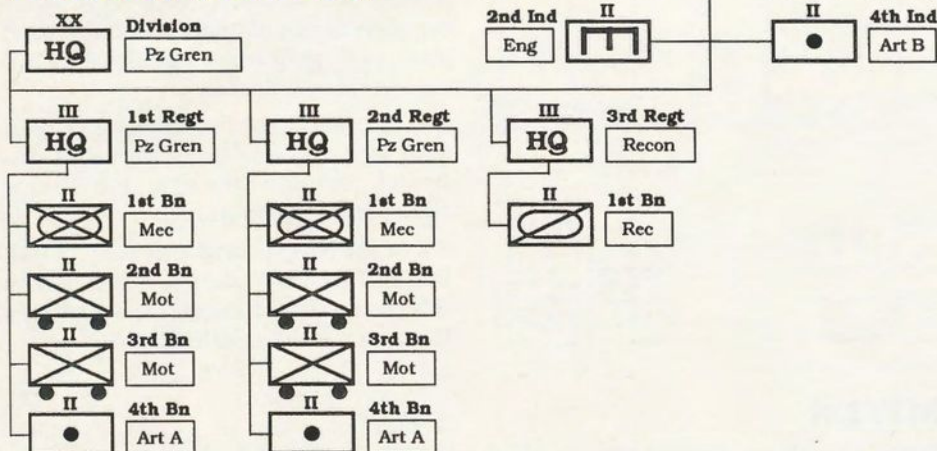 XX
HQ
Division
Pz Gren
2nd Ind
Eng
II
II
4th Ind
Art B
III
HQ
1st Regt
Pz Gren
III
HQ
2nd Regt
Pz Gren
III
HQ
3rd Regt
Recon
II
1st Bn
Mec
II
1st Bn
Mec
II
1st Bn
Rec
II
2nd Bn
Mot
II
2nd Bn
Mot
II
3rd Bn
Mot
II
3rd Bn
Mot
II
4th Bn
Art A
II
4th Bn
Art A